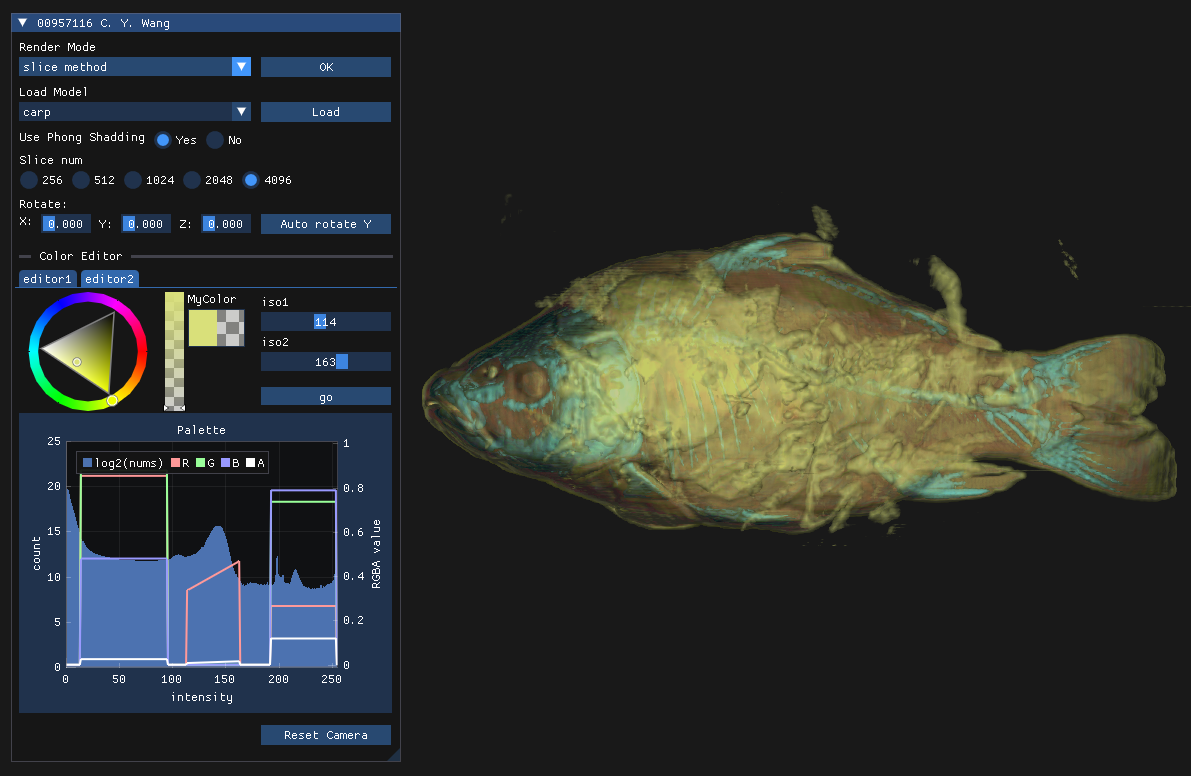 00957116 C. Y. Wang
Render Mode
slice method OK
Load Model
carp Load
Use Phong Shadding Yes No
Slice num
256 512 1024 2048 4096
Rotate:
X: 0.000 Y: 0.000 Z: 0.000 Auto rotate Y
Color Editor
editor1 editor2
MyColor
iso1
114
iso2
163
go
Palette
log2(nums) R G B A
25
20
15
10
5
0
count
1
0.8
0.6
0.4
0.2
0
RGBA value
0 50 100 150 200 250
intensity
Reset Camera